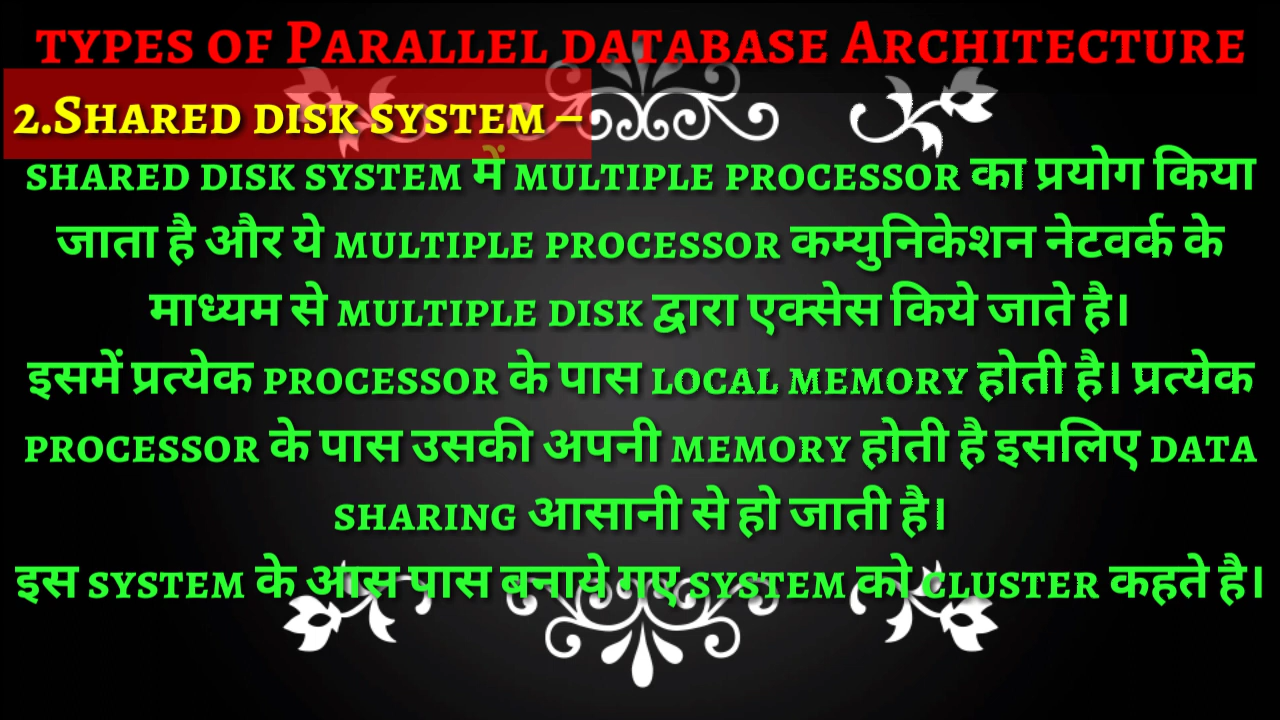 types of Parallel database Architecture
2.Shared disk system –
shared disk system में multiple processor का प्रयोग किया
जाता है और ये multiple processor कम्युनिकेशन नेटवर्क के
माध्यम से multiple disk द्वारा एक्सेस किये जाते है।
इसमें प्रत्येक processor के पास local memory होती है। प्रत्येक
processor के पास उसकी अपनी memory होती है इसलिए data
sharing आसानी से हो जाती है।
इस system के आस पास बनाये गए system को cluster कहते है।